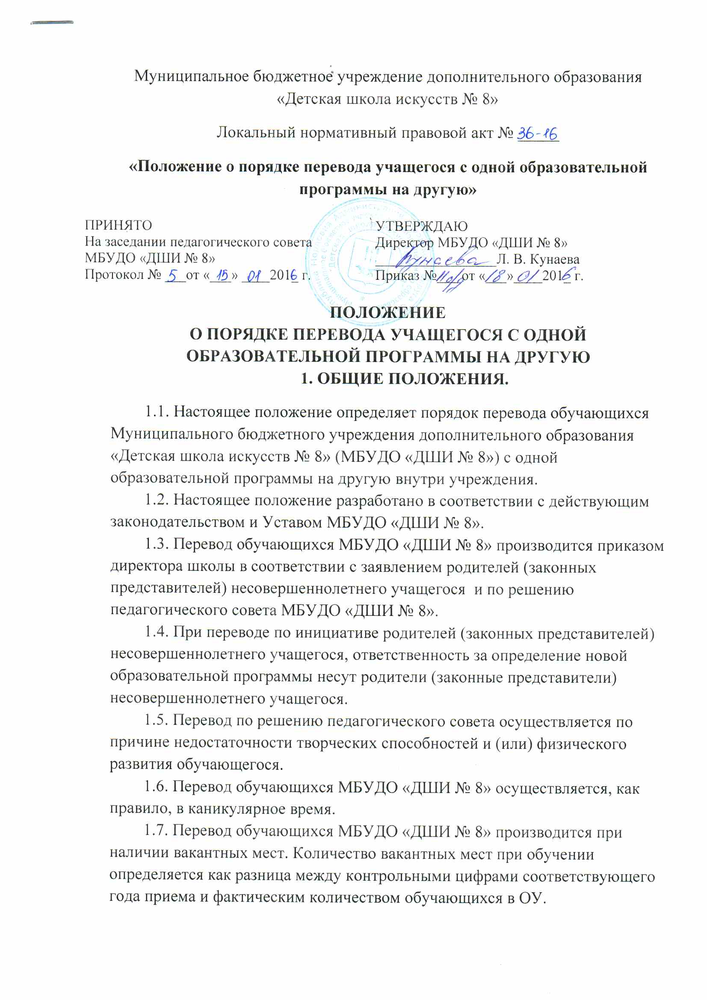 Муниципальное бюджетное учреждение дополнительного образования
«Детская школа искусств № 8»
Локальный нормативный правовой акт № 36-16
«Положение о порядке перевода учащегося с одной образовательной
программы на другую»
ПРИНЯТО
На заседании педагогического совета
МБУДО «ДШИ № 8»
Протокол № 5 от «15» 01 2016 г.
УТВЕРЖДАЮ
Директор МБУДО «ДШИ № 8»
Кунаева Л. В. Кунаева
Приказ № от «18» 01 2016 г.
ПОЛОЖЕНИЕ
О ПОРЯДКЕ ПЕРЕВОДА УЧАЩЕГОСЯ С ОДНОЙ
ОБРАЗОВАТЕЛЬНОЙ ПРОГРАММЫ НА ДРУГУЮ
1. ОБЩИЕ ПОЛОЖЕНИЯ.
1.1. Настоящее положение определяет порядок перевода обучающихся
Муниципального бюджетного учреждения дополнительного образования
«Детская школа искусств № 8» (МБУДО «ДШИ № 8») с одной
образовательной программы на другую внутри учреждения.
1.2. Настоящее положение разработано в соответствии с действующим
законодательством и Уставом МБУДО «ДШИ № 8».
1.3. Перевод обучающихся МБУДО «ДШИ № 8» производится приказом
директора школы в соответствии с заявлением родителей (законных
представителей) несовершеннолетнего учащегося и по решению
педагогического совета МБУДО «ДШИ № 8».
1.4. При переводе по инициативе родителей (законных представителей)
несовершеннолетнего учащегося, ответственность за определение новой
образовательной программы несут родители (законные представители)
несовершеннолетнего учащегося.
1.5. Перевод по решению педагогического совета осуществляется по
причине недостаточности творческих способностей и (или) физического
развития обучающегося.
1.6. Перевод обучающихся МБУДО «ДШИ № 8» осуществляется, как
правило, в каникулярное время.
1.7. Перевод обучающихся МБУДО «ДШИ № 8» производится при
наличии вакантных мест. Количество вакантных мест при обучении
определяется как разница между контрольными цифрами соответствующего
года приема и фактическим количеством обучающихся в ОУ.